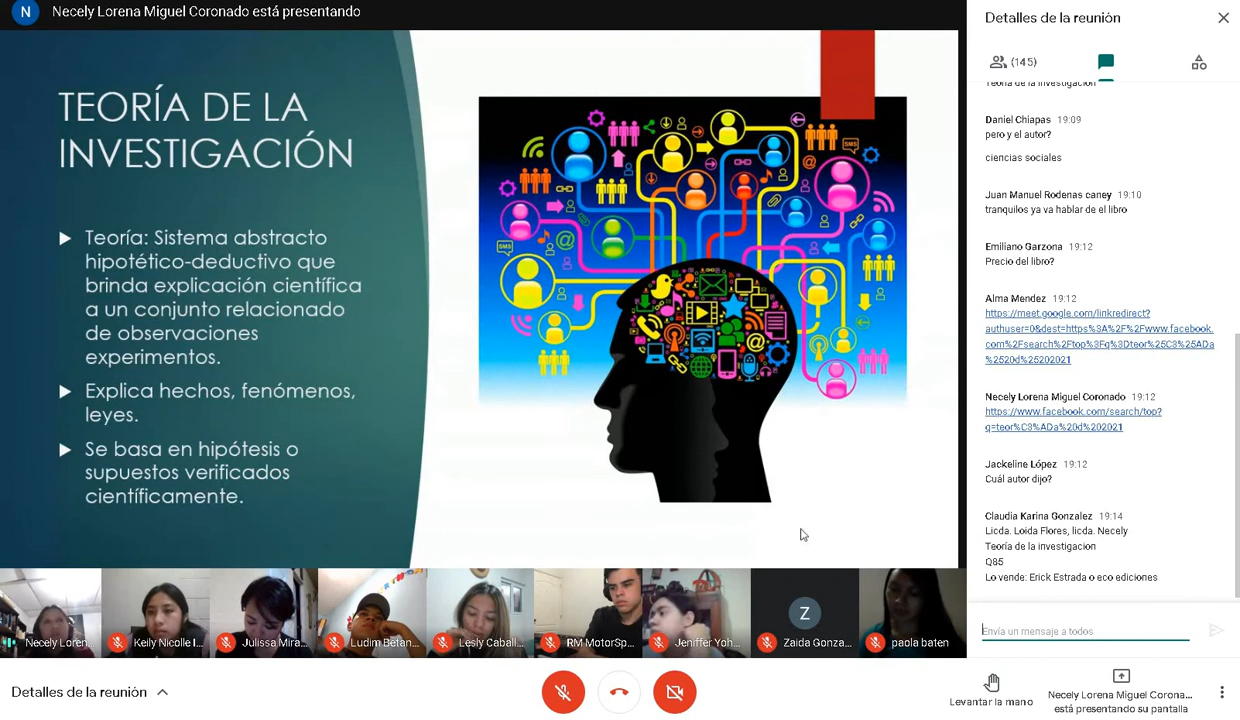 N
Necely Lorena Miguel Coronado está presentando
TEORÍA DE LA
INVESTIGACIÓN
Teoría: Sistema abstracto
hipotético-deductivo que
brinda explicación científica
a un conjunto relacionado
de observaciones
experimentos.
Explica hechos, fenómenos,
leyes.
Se basa en hipótesis o
supuestos verificados
científicamente.
SMS
SMS
Necely Loren...
Keily Nicolle I...
Julissa Mira...
Ludim Betan...
Lesly Caball...
RM MotorSp...
Jeniffer Yoh...
Z
Zaida Gonza...
paola baten
Detalles de la reunión
Detalles de la reunión
(145)
Teoria de la investigacion
Daniel Chiapas 19:09
pero y el autor?
ciencias sociales
Juan Manuel Rodenas caney 19:10
tranquilos ya va hablar de el libro
Emiliano Garzona 19:12
Precio del libro?
Alma Mendez 19:12
https://meet.google.com/linkredirect?
authuser=0&dest=https%3A%2F%2Fwww.facebook.
com%2Fsearch%2Ftop%3Fq%3Dteor%25C3%25ADa
%2520d%25202021
Necely Lorena Miguel Coronado 19:12
https://www.facebook.com/search/top?
q=teor%C3%ADa%20d%202021
Jackeline López 19:12
Cuál autor dijo?
Claudia Karina Gonzalez 19:14
Licda. Loida Flores, licda. Necely
Teoría de la investigacion
Q85
Lo vende: Erick Estrada o eco ediciones
Envía un mensaje a todos
Levantar la mano
Necely Lorena Miguel Corona...
está presentando su pantalla